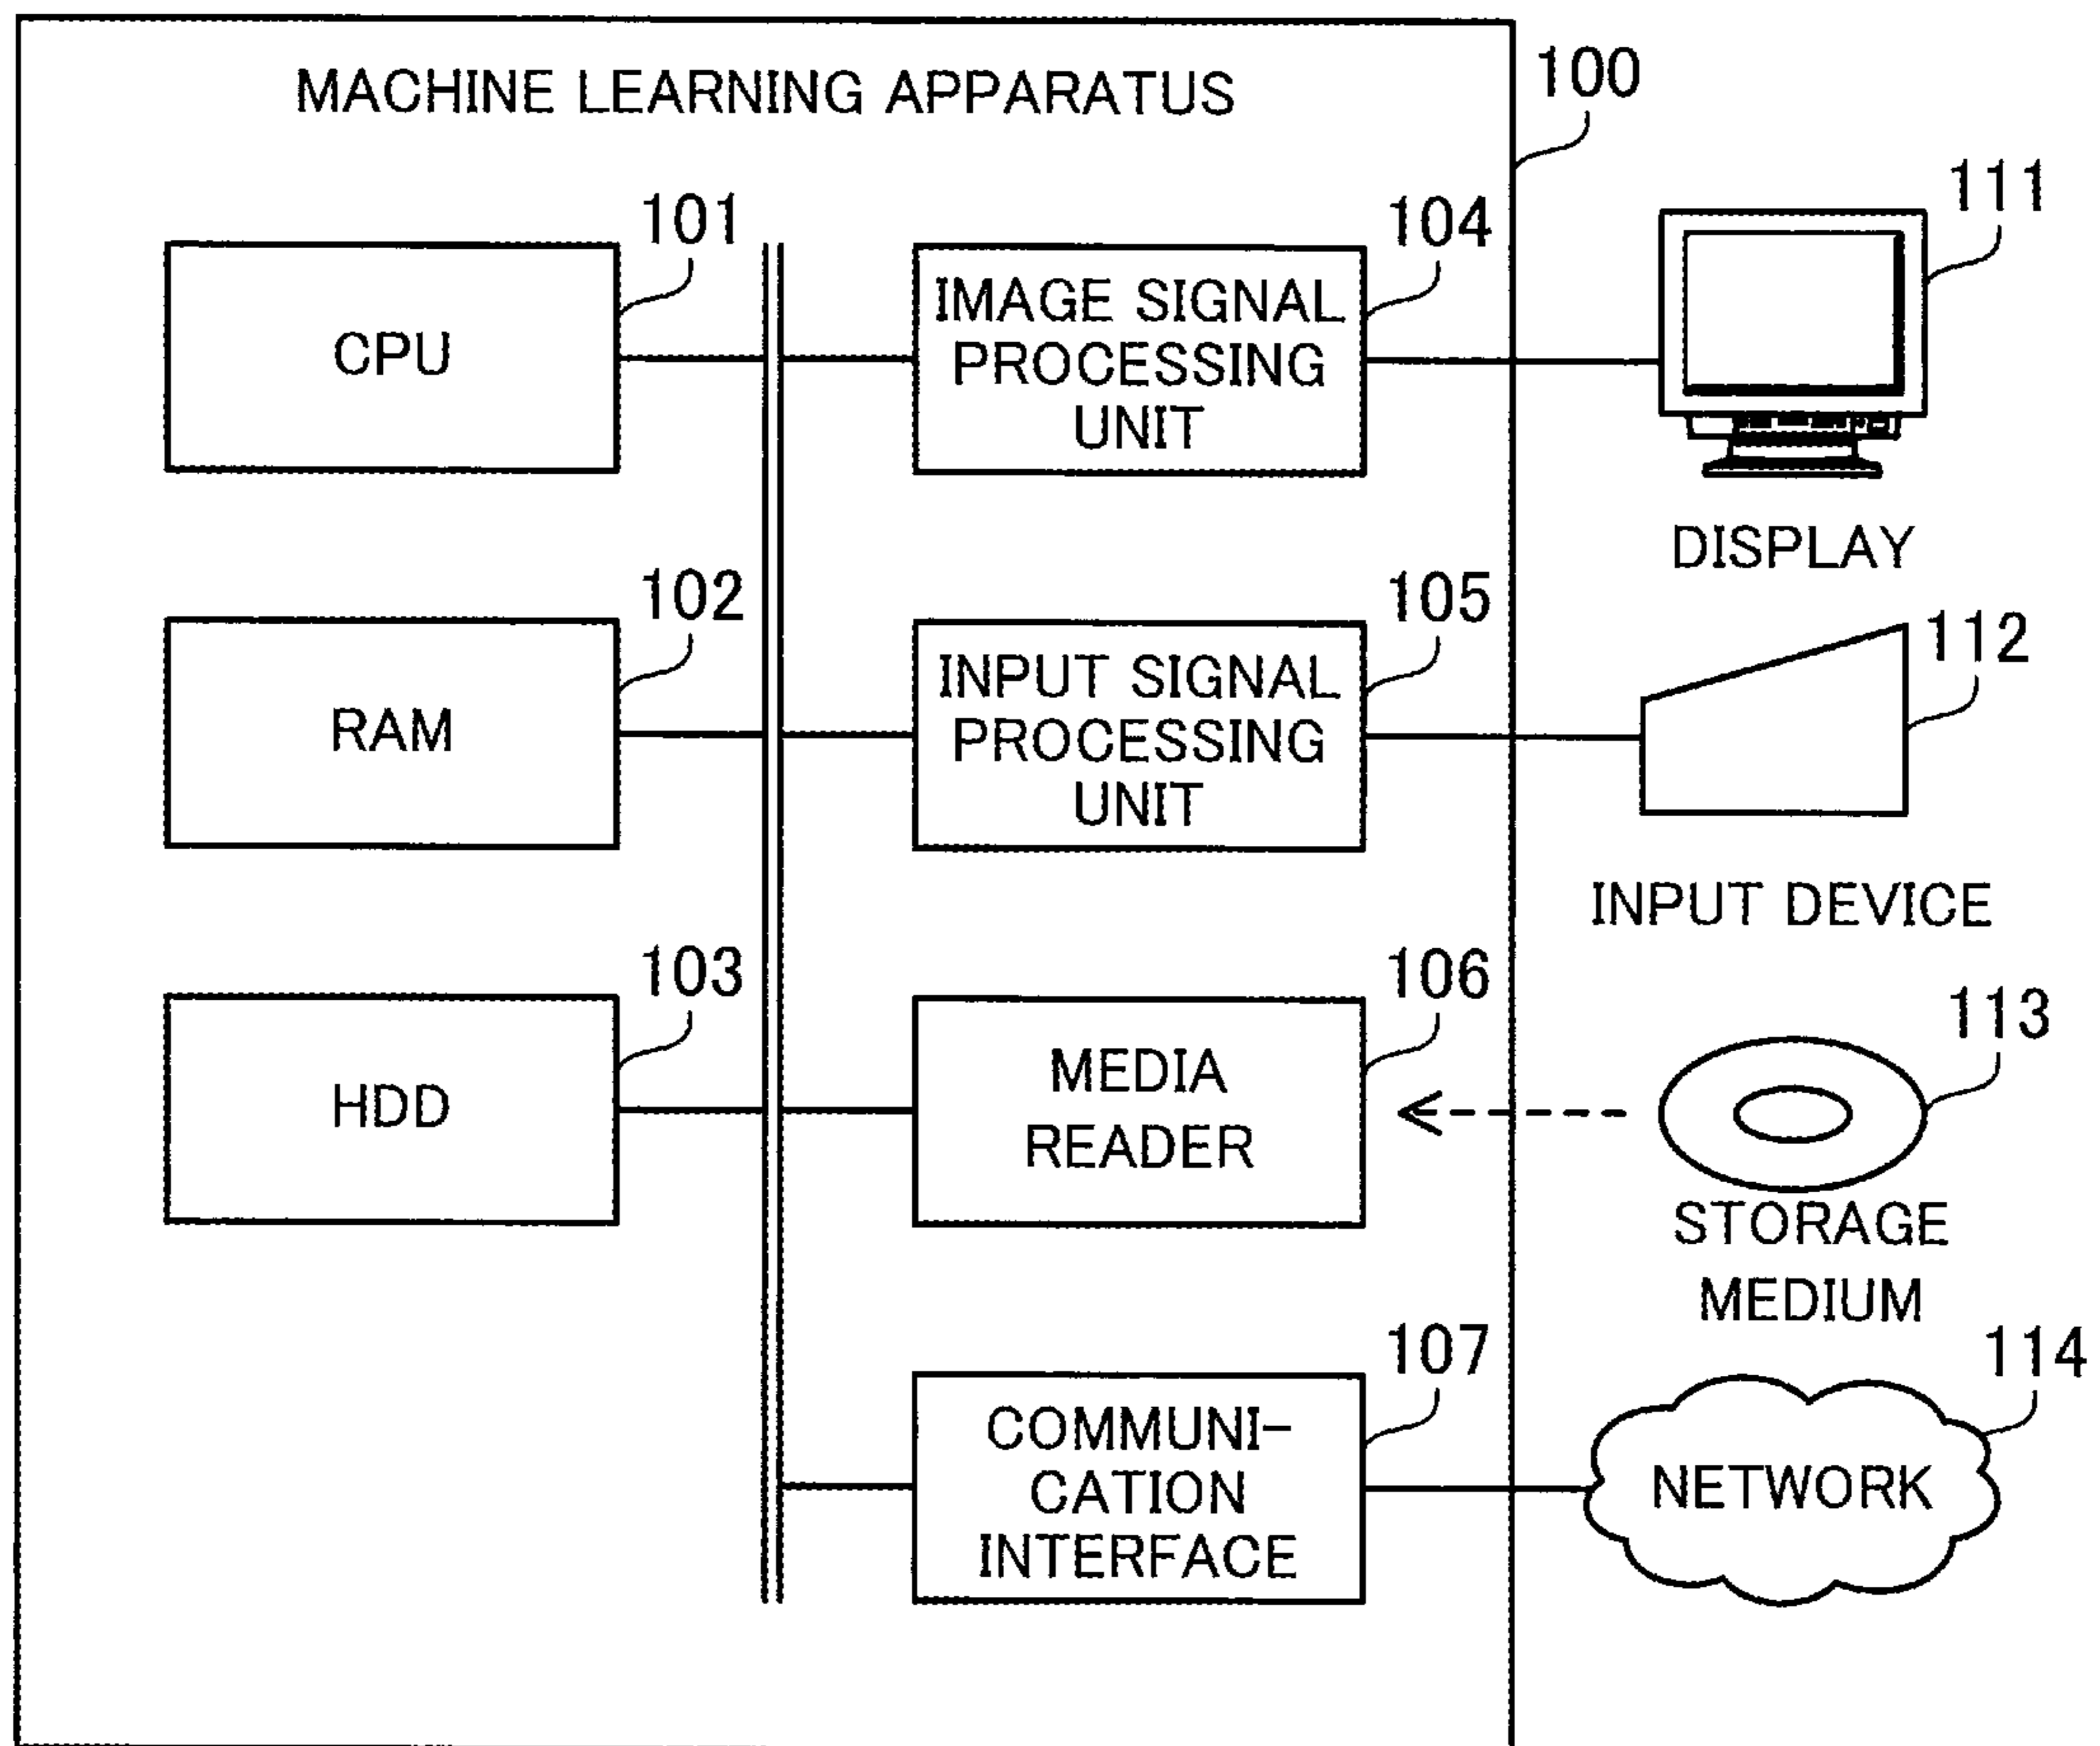 MACHINE LEARNING APPARATUS
100
101
CPU
104
IMAGE SIGNAL
PROCESSING
UNIT
111
DISPLAY
102
RAM
105
INPUT SIGNAL
PROCESSING
UNIT
112
INPUT DEVICE
103
HDD
106
MEDIA
READER
113
STORAGE
MEDIUM
107
COMMUNI-
CATION
INTERFACE
114
NETWORK